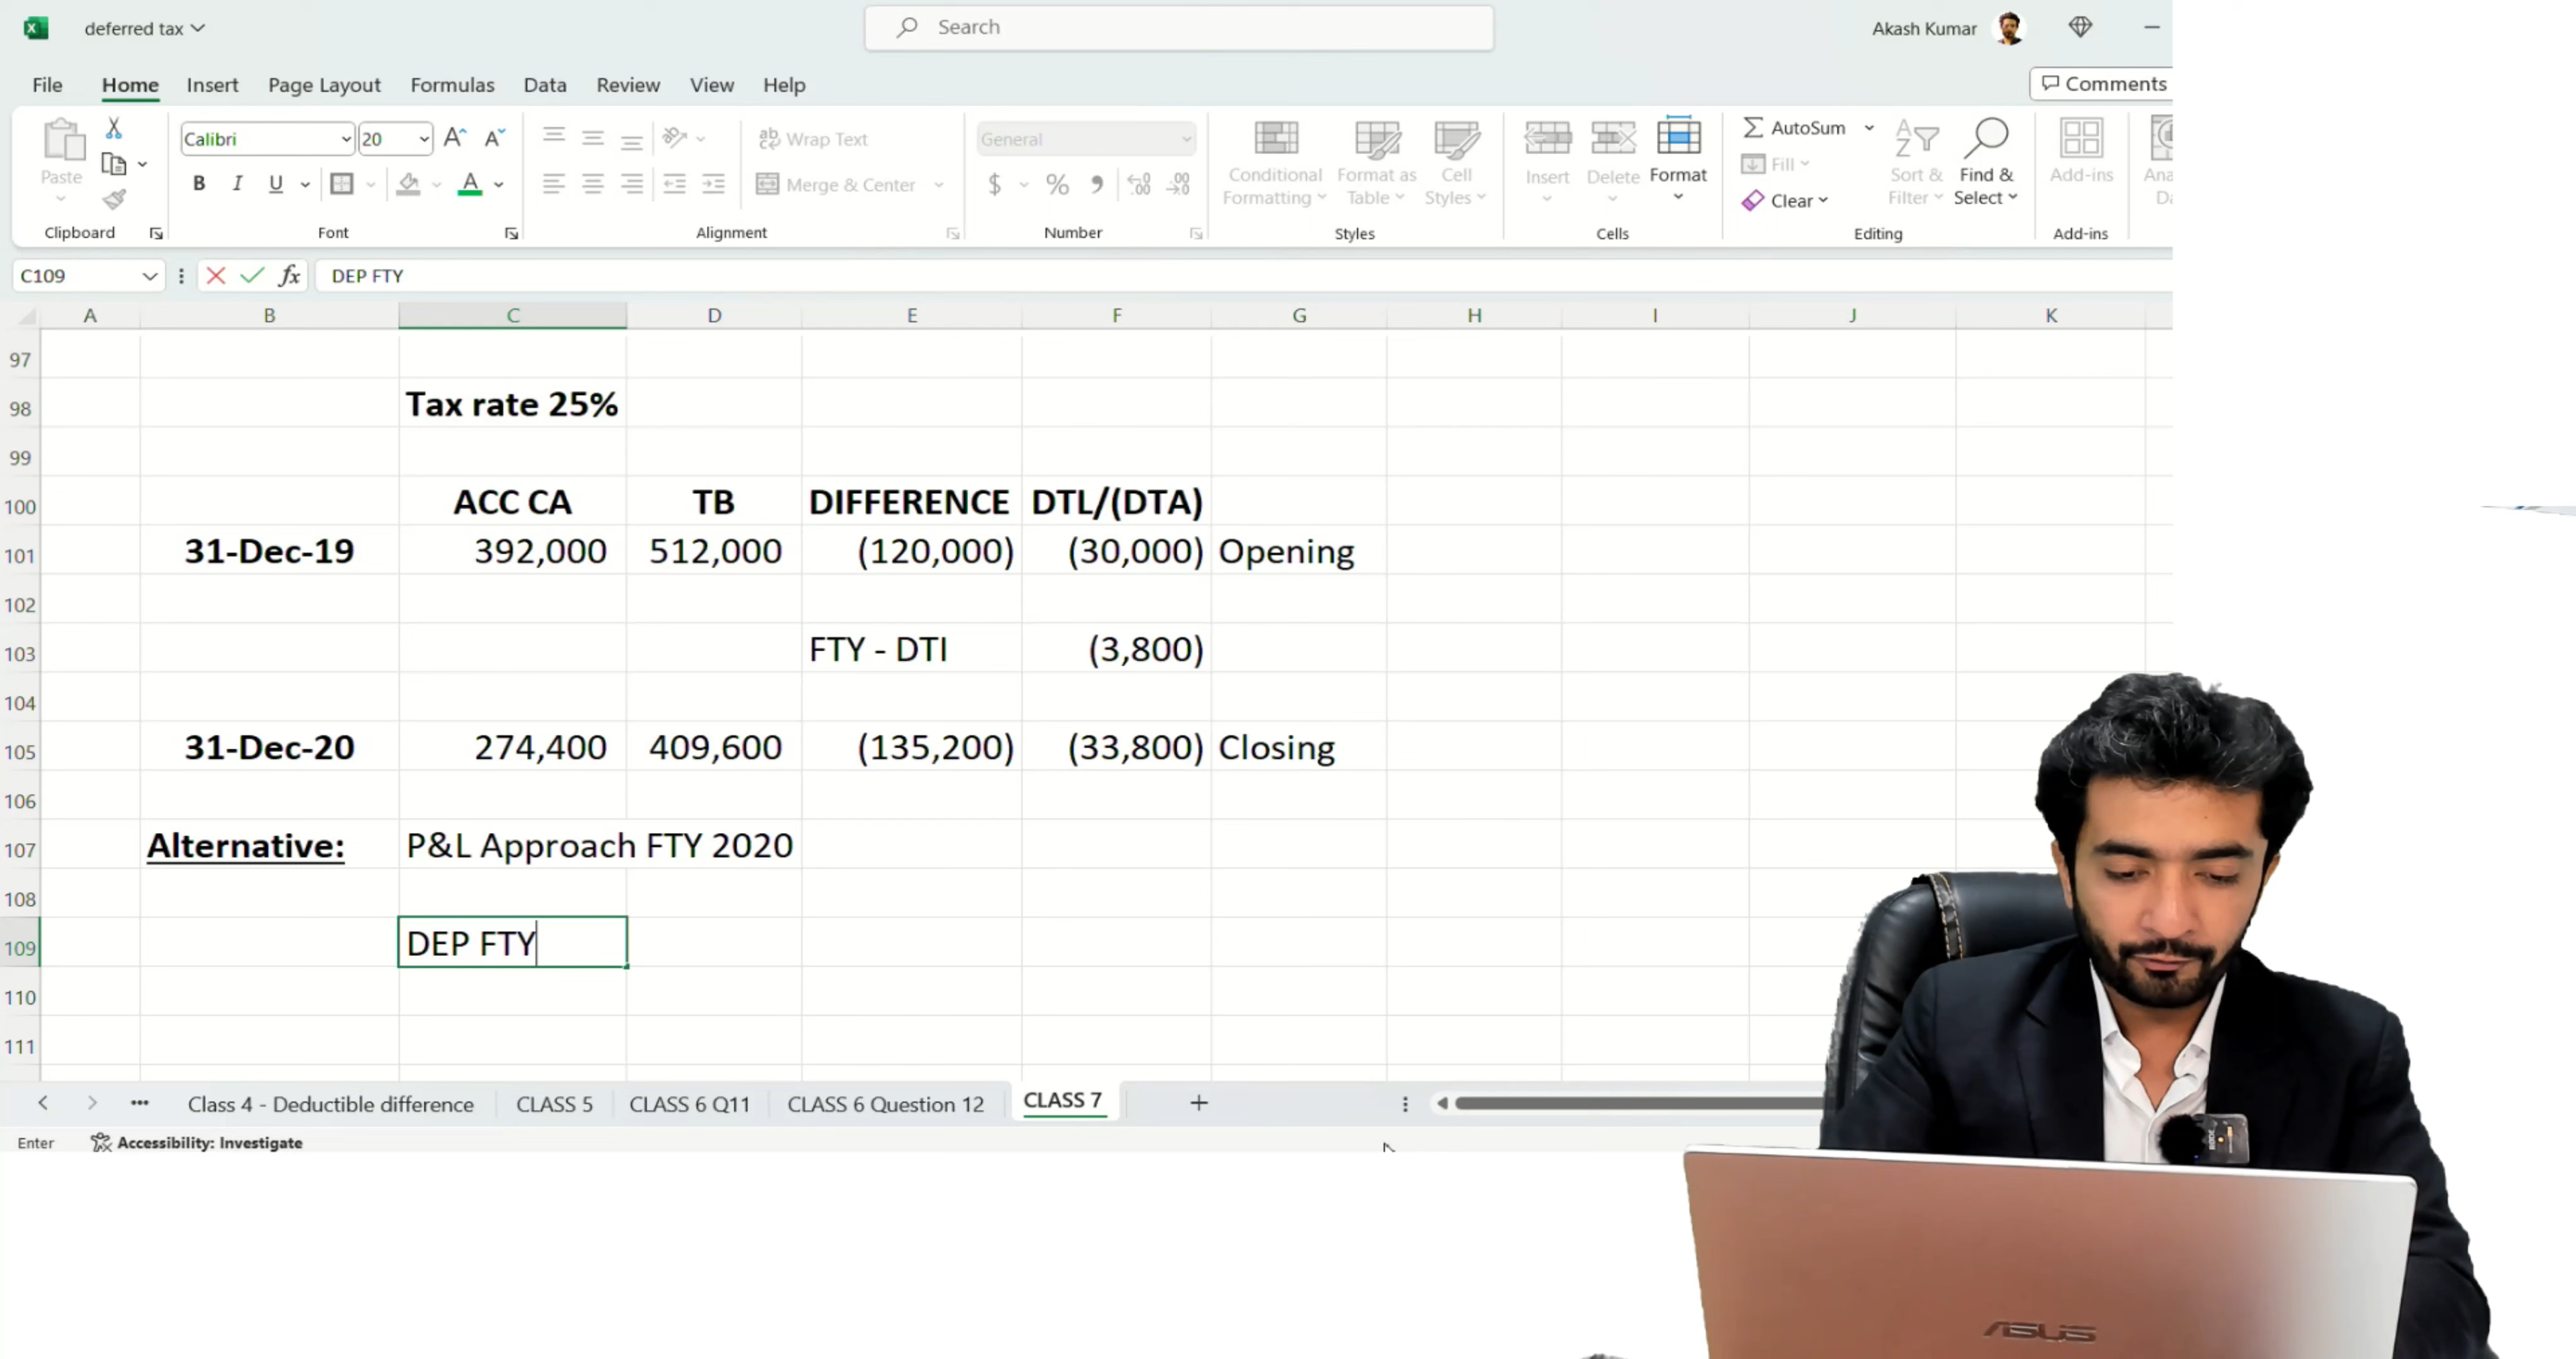 deferred tax
Search
Akash Kumar
File Home Insert Page Layout Formulas Data Review View Help
Comments
Calibri 20
Wrap Text
General
AutoSum
Fill
Clear
Paste
Merge & Center
Conditional Formatting
Format as Table
Cell Styles
Insert Delete Format
Sort & Filter
Find & Select
Add-ins
Clipboard Font Alignment Number Styles Cells Editing Add-ins
C109 fx DEP FTY
A B C D E F G H I J K
97
98 Tax rate 25%
99
100 ACC CA TB DIFFERENCE DTL/(DTA)
101 31-Dec-19 392,000 512,000 (120,000) (30,000) Opening
102
103 FTY - DTI (3,800)
104
105 31-Dec-20 274,400 409,600 (135,200) (33,800) Closing
106
107 Alternative: P&L Approach FTY 2020
108
109 DEP FTY
110
111
Class 4 - Deductible difference CLASS 5 CLASS 6 Q11 CLASS 6 Question 12 CLASS 7
Enter Accessibility: Investigate
ASUS